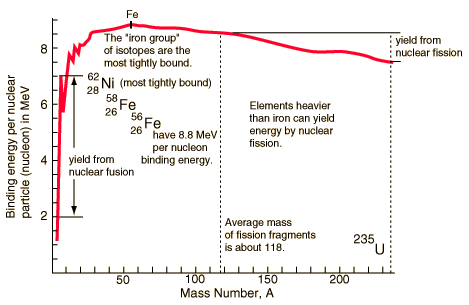 Fe
The "iron group"
of isotopes are the
most tightly bound.
62
28 Ni (most tightly bound)
58
26 Fe
56
26 Fe
have 8.8 MeV
per nucleon
binding energy.
yield from
nuclear fusion
yield from
nuclear fission
Elements heavier
than iron can yield
energy by nuclear
fission.
Average mass
of fission fragments
is about 118.
235
U
Binding energy per nuclear
particle (nucleon) in MeV
8
6
4
2
50
100
150
200
Mass Number, A